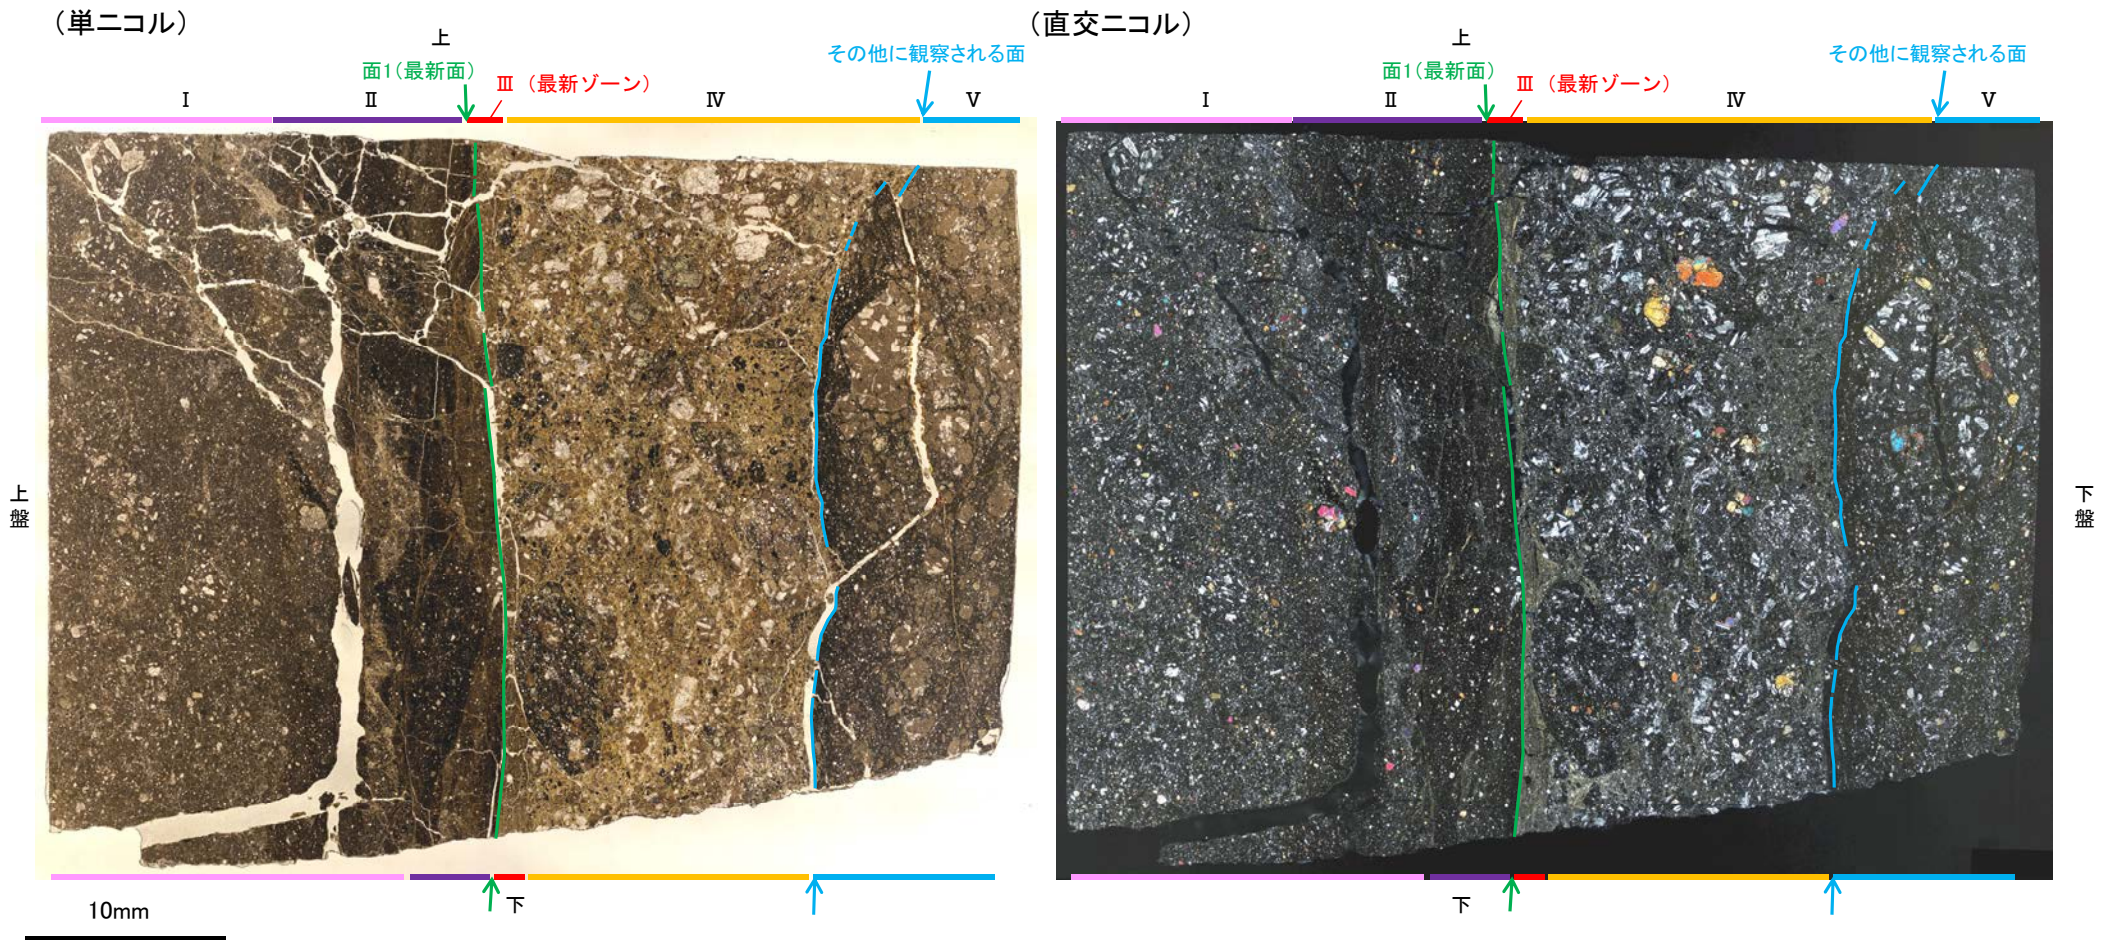 （単ニコル）
上
面1（最新面）
Ⅲ （最新ゾーン）
その他に観察される面
Ⅰ
Ⅱ
Ⅳ
Ⅴ
上盤
下
10mm
（直交ニコル）
上
面1（最新面）
Ⅲ （最新ゾーン）
その他に観察される面
Ⅰ
Ⅱ
Ⅳ
Ⅴ
下盤
下